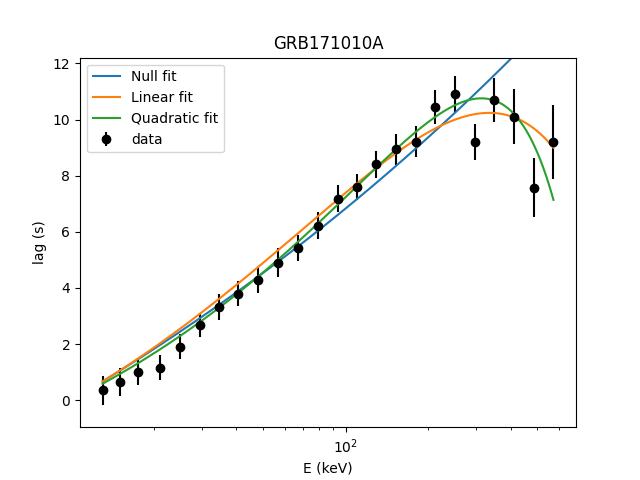 GRB171010A
Null fit
Linear fit
Quadratic fit
data
12
10
8
6
4
2
0
lag (s)
10²
E (keV)